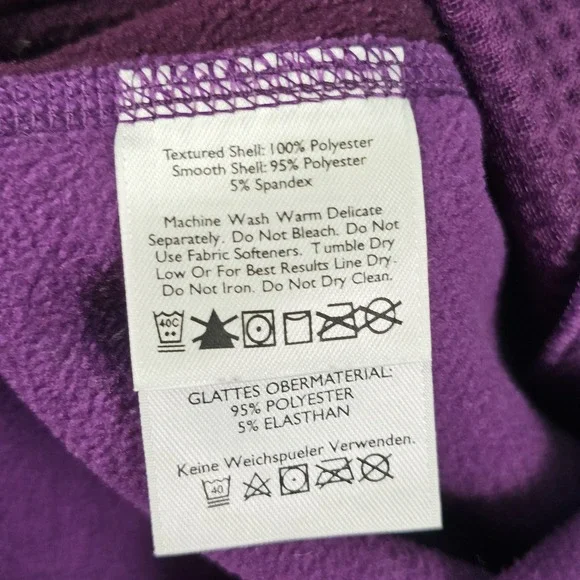 Textured Shell: 100% Polyester
Smooth Shell: 95% Polyester
5% Spandex
Machine Wash Warm Delicate
Separately. Do Not Bleach. Do Not
Use Fabric Softeners. Tumble Dry
Low Or For Best Results Line Dry.
Do Not Iron. Do Not Dry Clean.
40C
GLATTES OBERMATERIAL:
95% POLYESTER
5% ELASTHAN
Keine Weichspueler Verwenden.
40